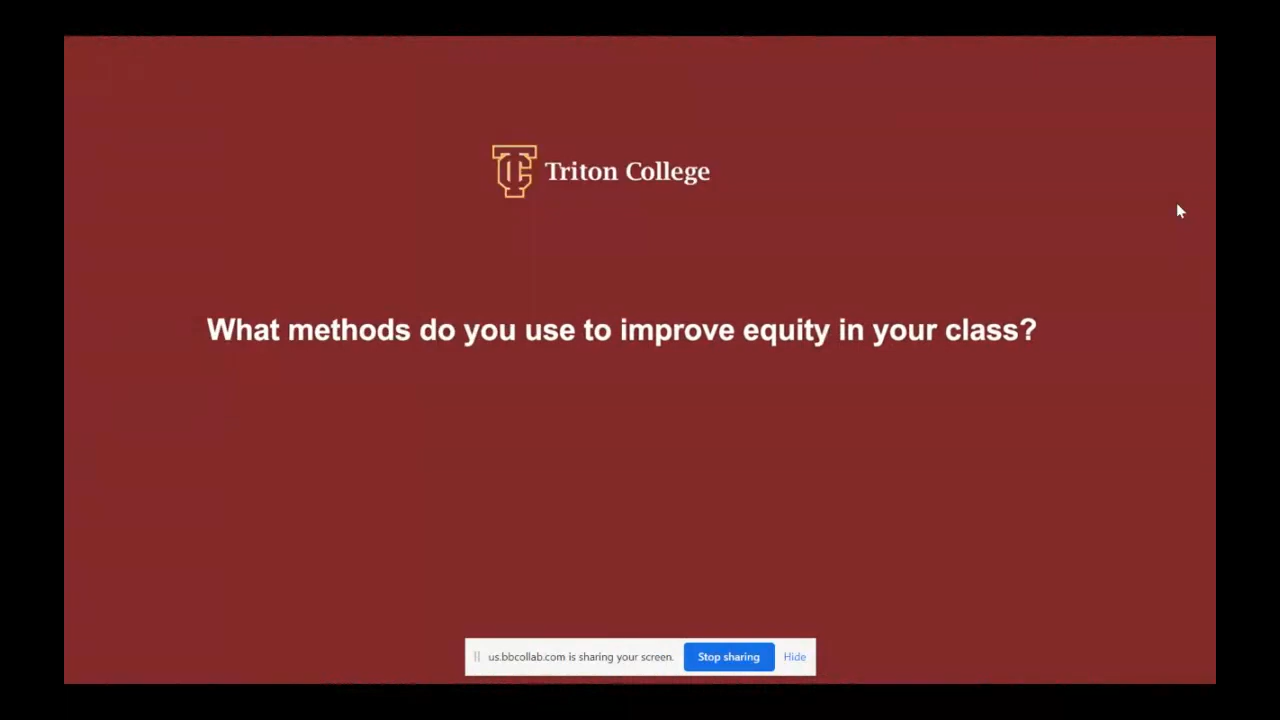 TC Triton College
What methods do you use to improve equity in your class?
us.bbcollab.com is sharing your screen. Stop sharing Hide